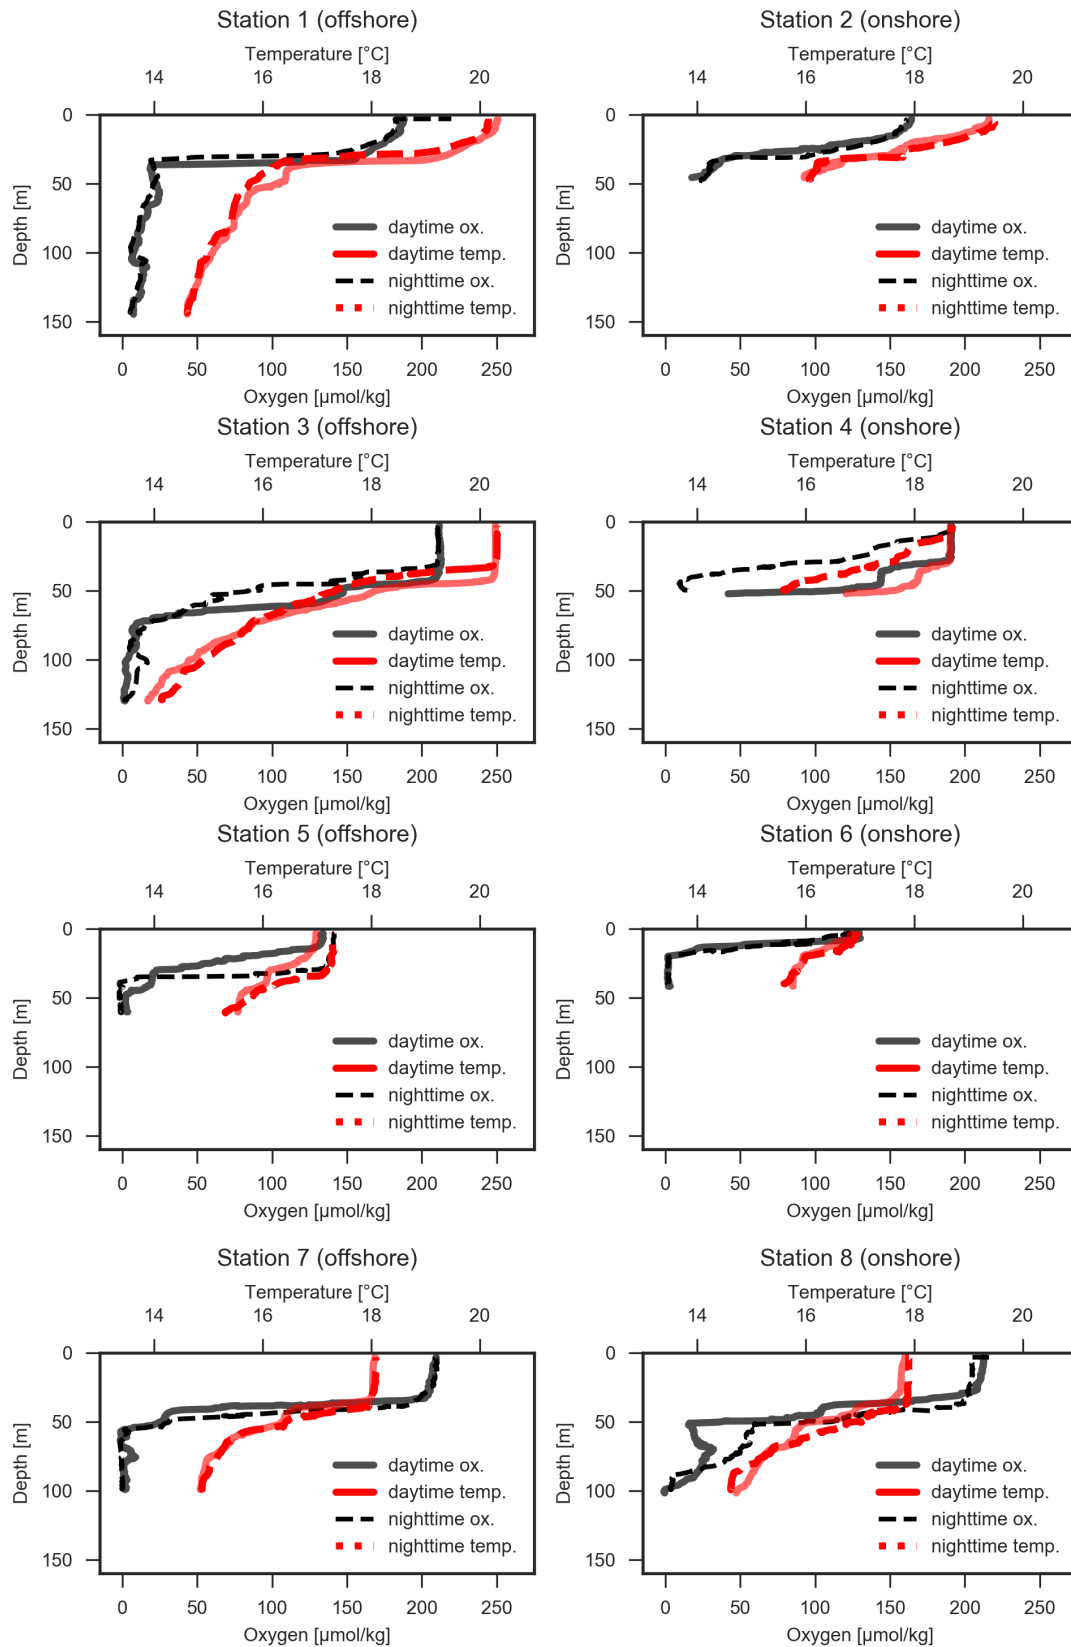 Station 1 (offshore)
Temperature [°C]
14 16 18 20
0
50
100
150
Depth [m]
daytime ox.
daytime temp.
nighttime ox.
nighttime temp.
0 50 100 150 200 250
Oxygen [µmol/kg]
Station 2 (onshore)
Temperature [°C]
14 16 18 20
0
50
100
150
Depth [m]
daytime ox.
daytime temp.
nighttime ox.
nighttime temp.
0 50 100 150 200 250
Oxygen [µmol/kg]
Station 3 (offshore)
Temperature [°C]
14 16 18 20
0
50
100
150
Depth [m]
daytime ox.
daytime temp.
nighttime ox.
nighttime temp.
0 50 100 150 200 250
Oxygen [µmol/kg]
Station 4 (onshore)
Temperature [°C]
14 16 18 20
0
50
100
150
Depth [m]
daytime ox.
daytime temp.
nighttime ox.
nighttime temp.
0 50 100 150 200 250
Oxygen [µmol/kg]
Station 5 (offshore)
Temperature [°C]
14 16 18 20
0
50
100
150
Depth [m]
daytime ox.
daytime temp.
nighttime ox.
nighttime temp.
0 50 100 150 200 250
Oxygen [µmol/kg]
Station 6 (onshore)
Temperature [°C]
14 16 18 20
0
50
100
150
Depth [m]
daytime ox.
daytime temp.
nighttime ox.
nighttime temp.
0 50 100 150 200 250
Oxygen [µmol/kg]
Station 7 (offshore)
Temperature [°C]
14 16 18 20
0
50
100
150
Depth [m]
daytime ox.
daytime temp.
nighttime ox.
nighttime temp.
0 50 100 150 200 250
Oxygen [µmol/kg]
Station 8 (onshore)
Temperature [°C]
14 16 18 20
0
50
100
150
Depth [m]
daytime ox.
daytime temp.
nighttime ox.
nighttime temp.
0 50 100 150 200 250
Oxygen [µmol/kg]